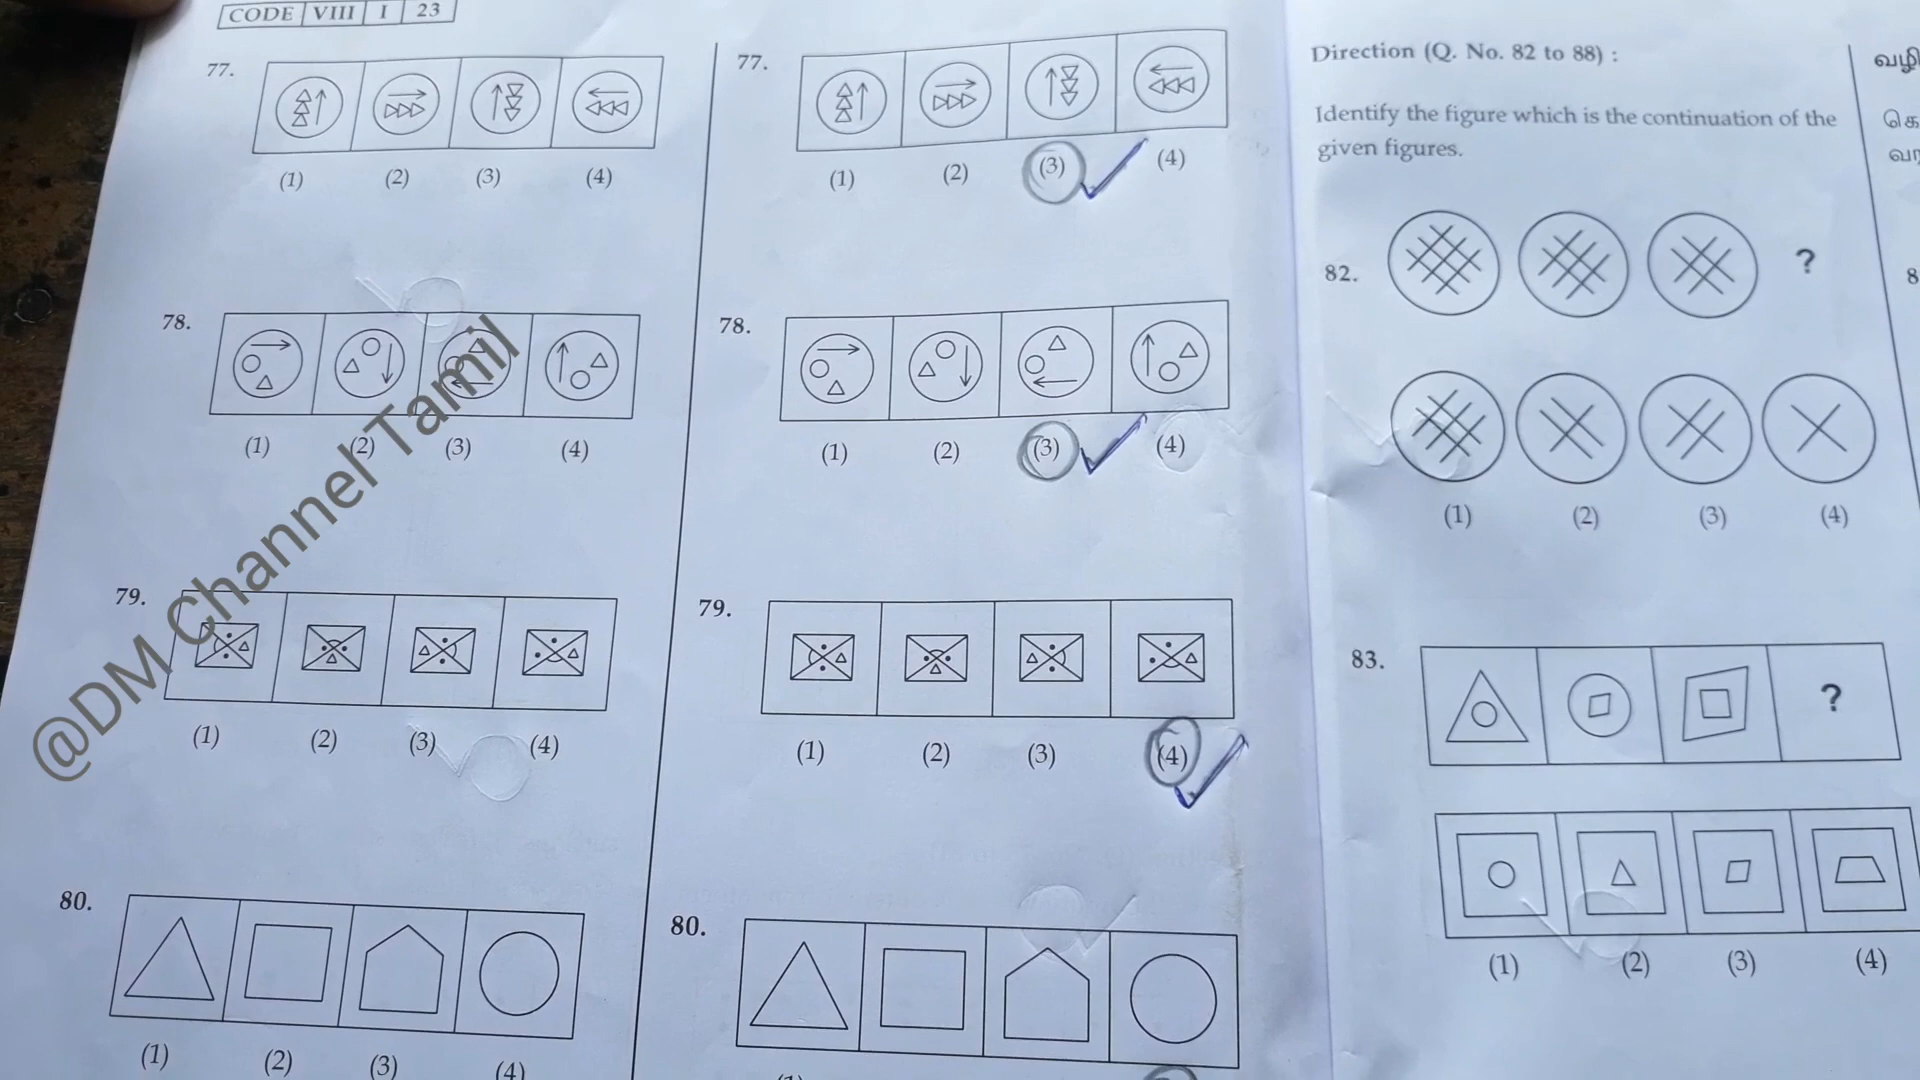 CODE VIII I 23
77.
(1) (2) (3) (4)
78.
(1) (2) (3) (4)
79.
(1) (2) (3) (4)
80.
(1) (2) (3) (4)
@DM Channel Tamil
77.
(1) (2) (3) (4)
78.
(1) (2) (3) (4)
79.
(1) (2) (3) (4)
80.
Direction (Q. No. 82 to 88) :
Identify the figure which is the continuation of the
given figures.
82. ?
(1) (2) (3) (4)
83. ?
(1) (2) (3) (4)